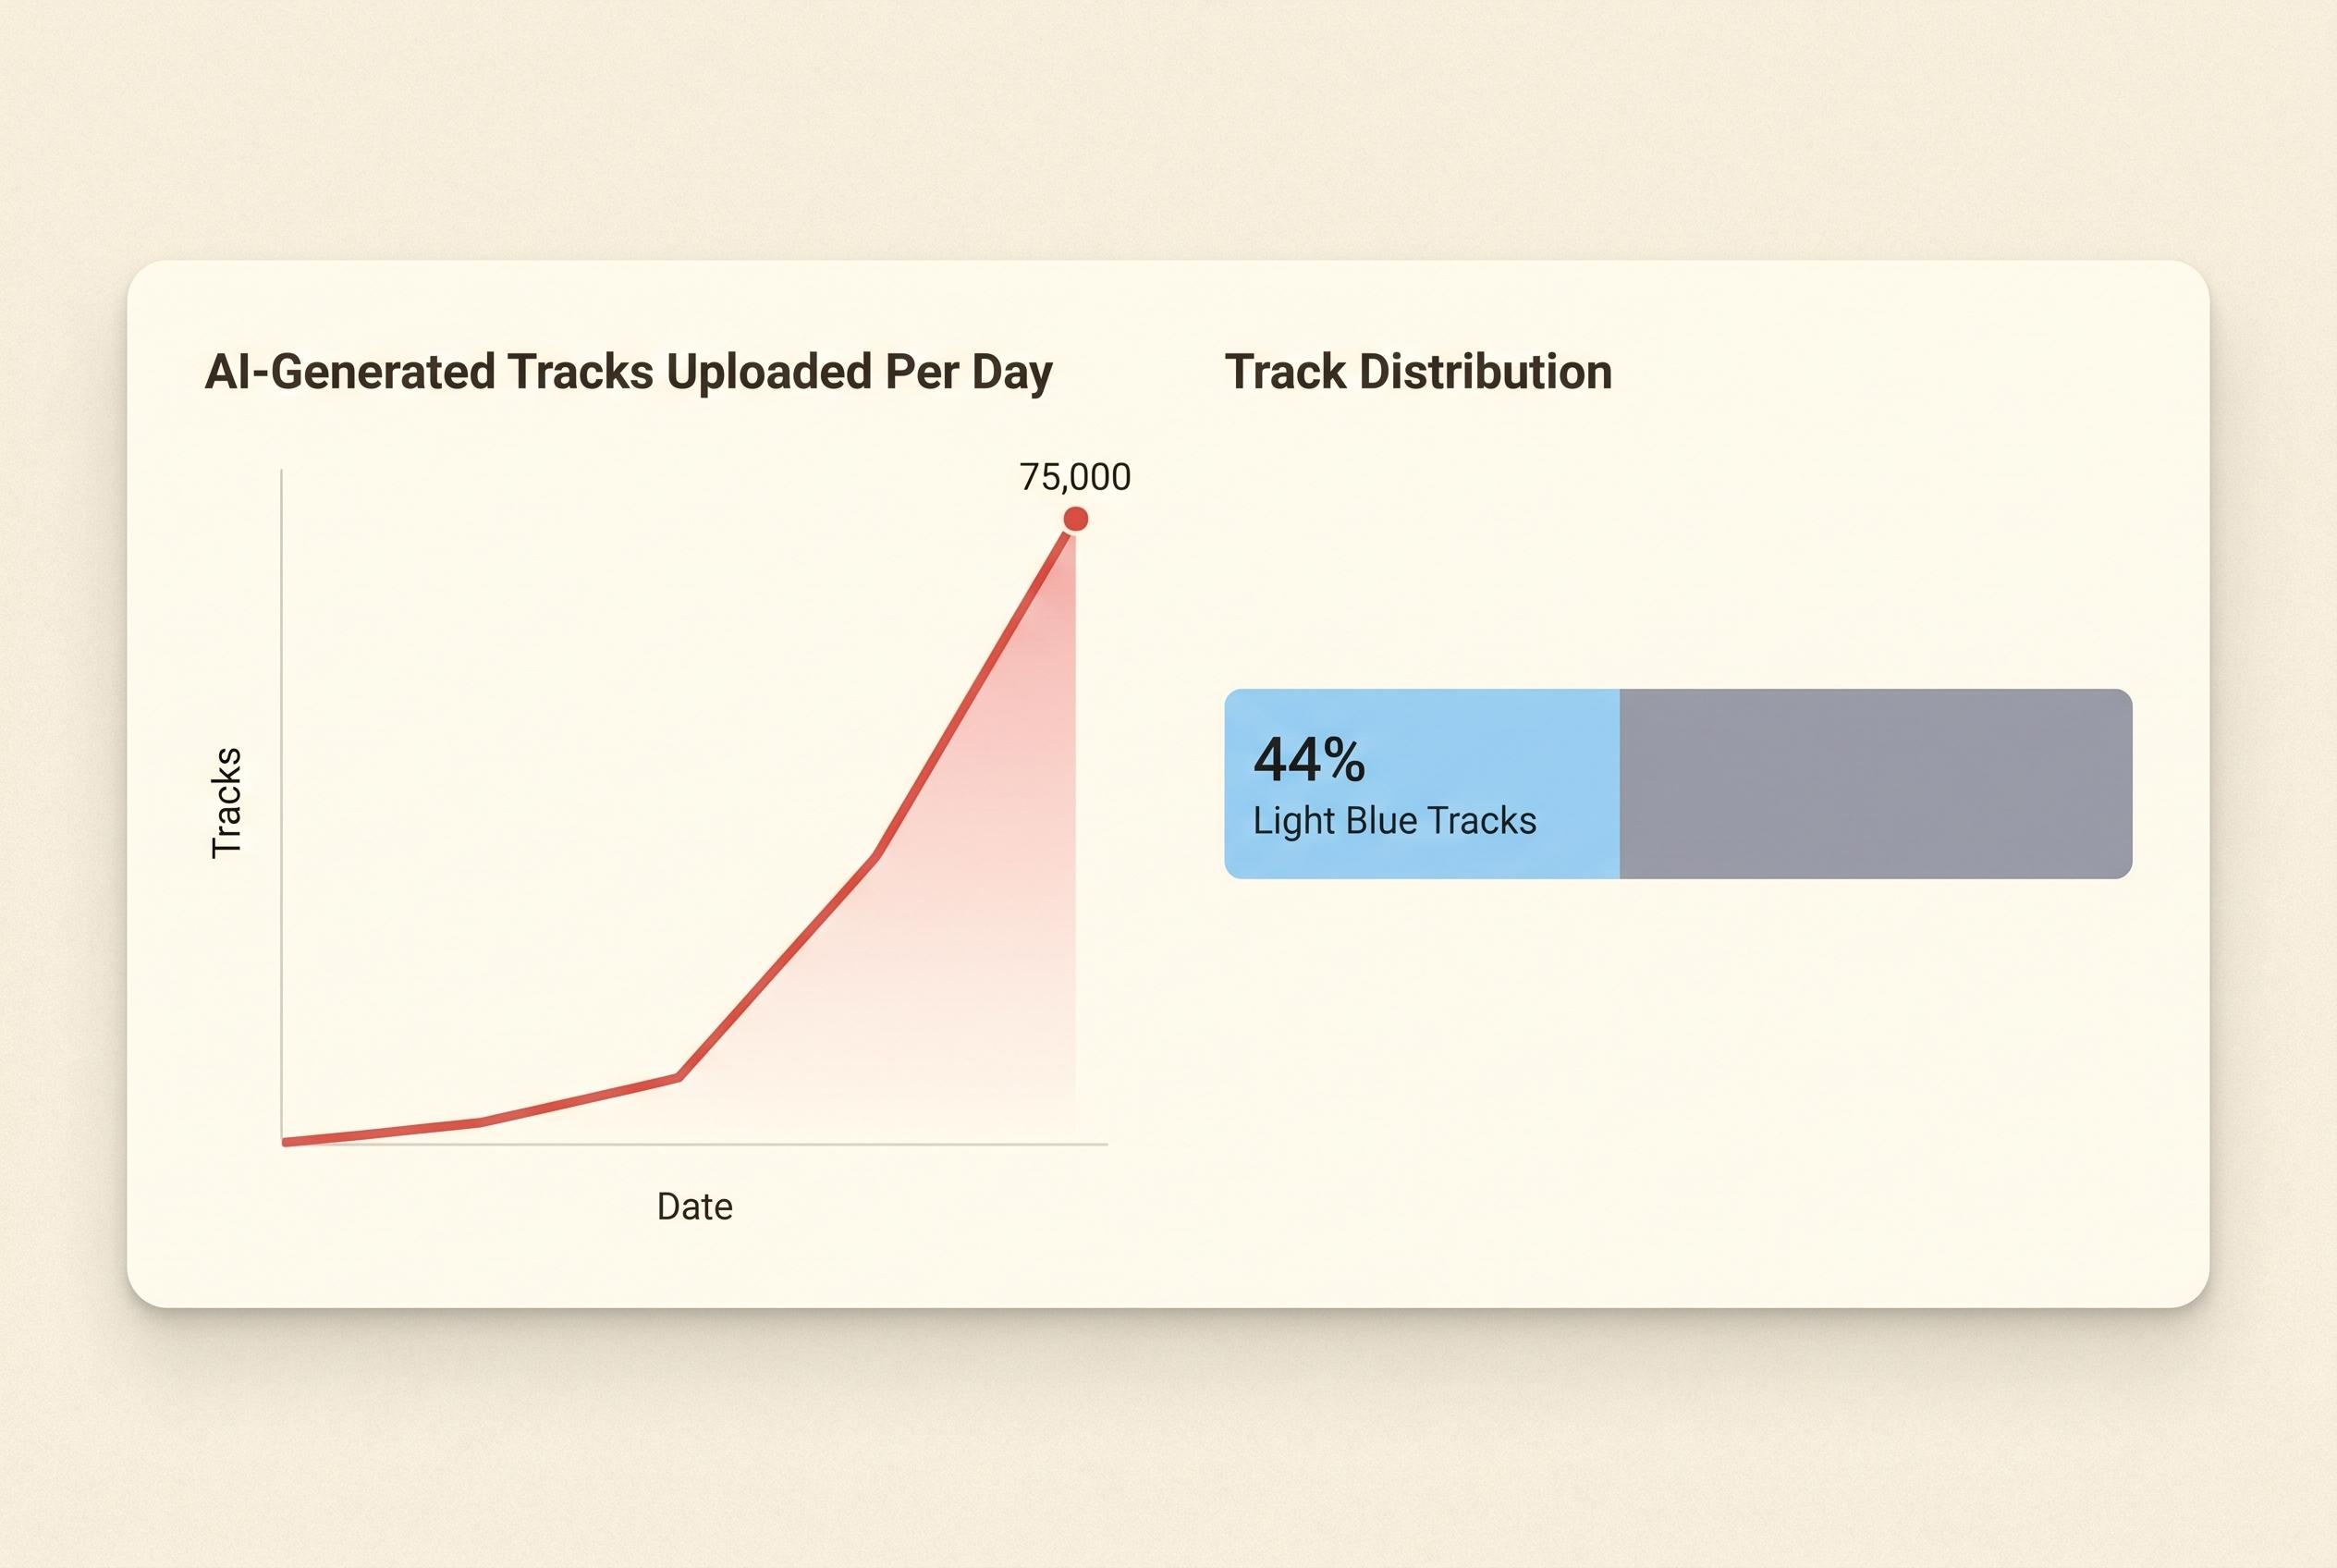 AI-Generated Tracks Uploaded Per Day
75,000
Tracks
Date
Track Distribution
44%
Light Blue Tracks